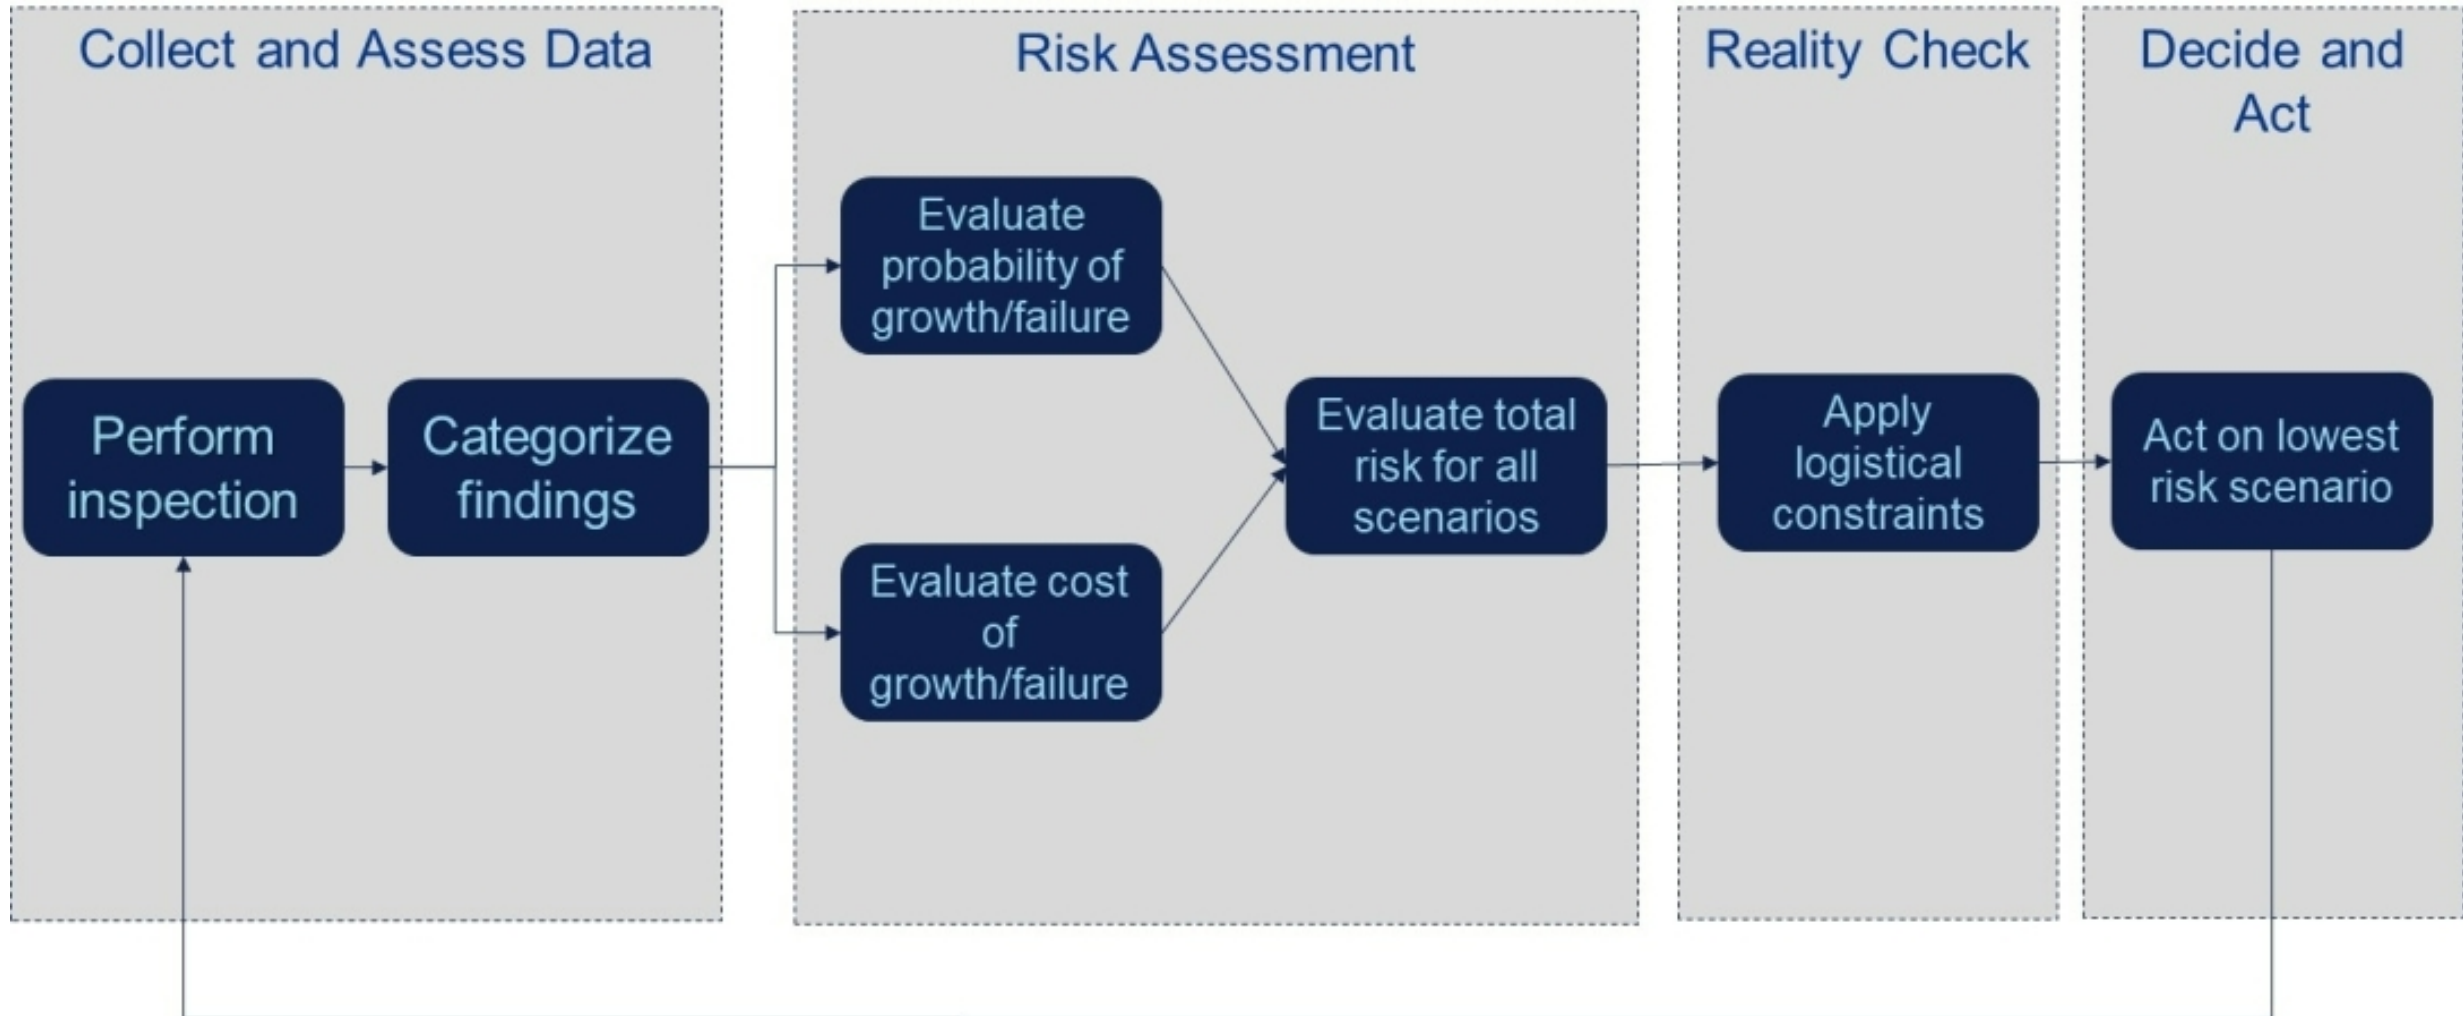 Collect and Assess Data
Risk Assessment
Reality Check
Decide and
Act
Perform
inspection
Categorize
findings
Evaluate
probability of
growth/failure
Evaluate cost
of
growth/failure
Evaluate total
risk for all
scenarios
Apply
logistical
constraints
Act on lowest
risk scenario